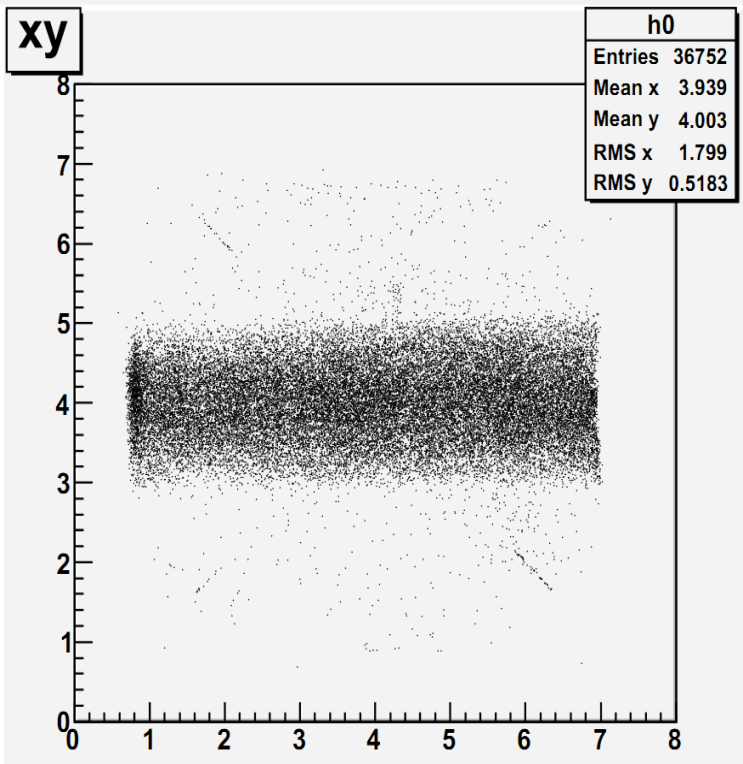 xy
h0
Entries 36752
Mean x 3.939
Mean y 4.003
RMS x 1.799
RMS y 0.5183
8
7
6
5
4
3
2
1
0
0 1 2 3 4 5 6 7 8